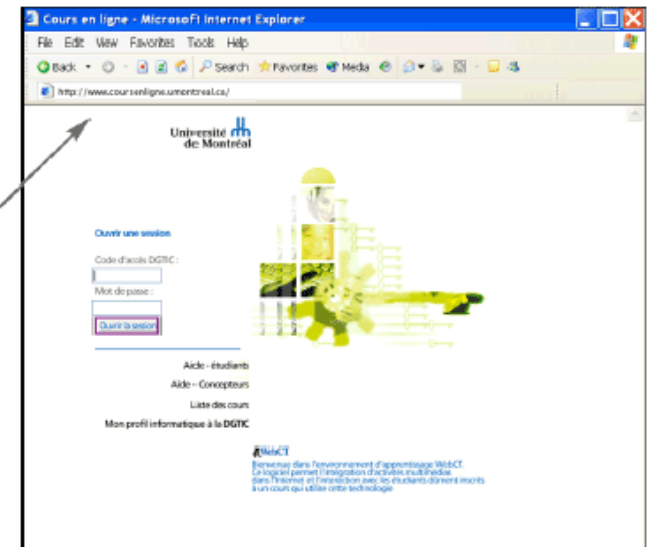 Cours en ligne - Microsoft Internet Explorer
File Edit View Favorites Tools Help
Back Search Favorites Media
http://www.coursenligne.umontreal.ca/
Université
de Montréal
Ouvrir une session
Code d'accès DGTIC :
Mot de passe :
Ouvrir la session
Aide - étudiants
Aide - Concepteurs
Liste des cours
Mon profil informatique à la DGTIC
WebCT
Bienvenue dans l'environnement d'apprentissage WebCT.
Ce logiciel permet l'intégration d'activités multimédias
dans l'Internet et l'interaction avec les étudiants dûment inscrits
à un cours qui utilise cette technologie